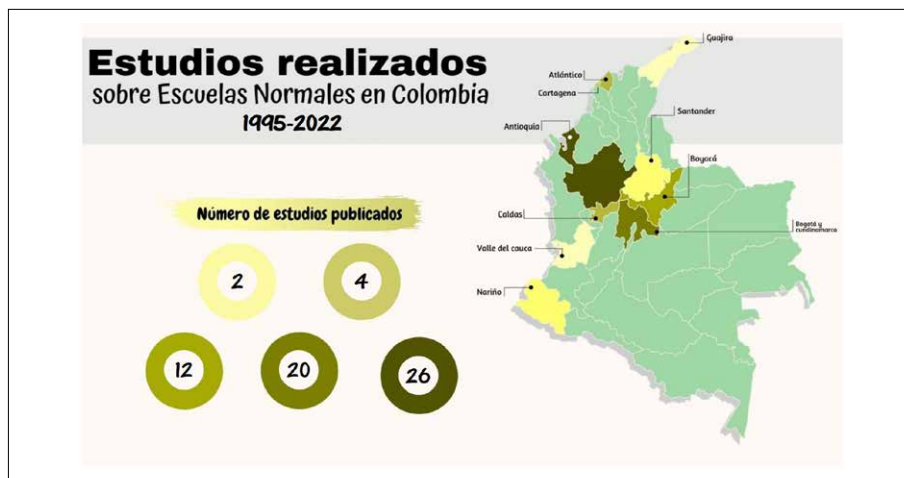 Estudios realizados
sobre Escuelas Normales en Colombia
1995-2022
Número de estudios publicados
2
4
12
20
26
Guajira
Atlántico
Cartagena
Antioquia
Santander
Boyacá
Caldas
Bogotá y
cundinamarca
Valle del cauca
Nariño